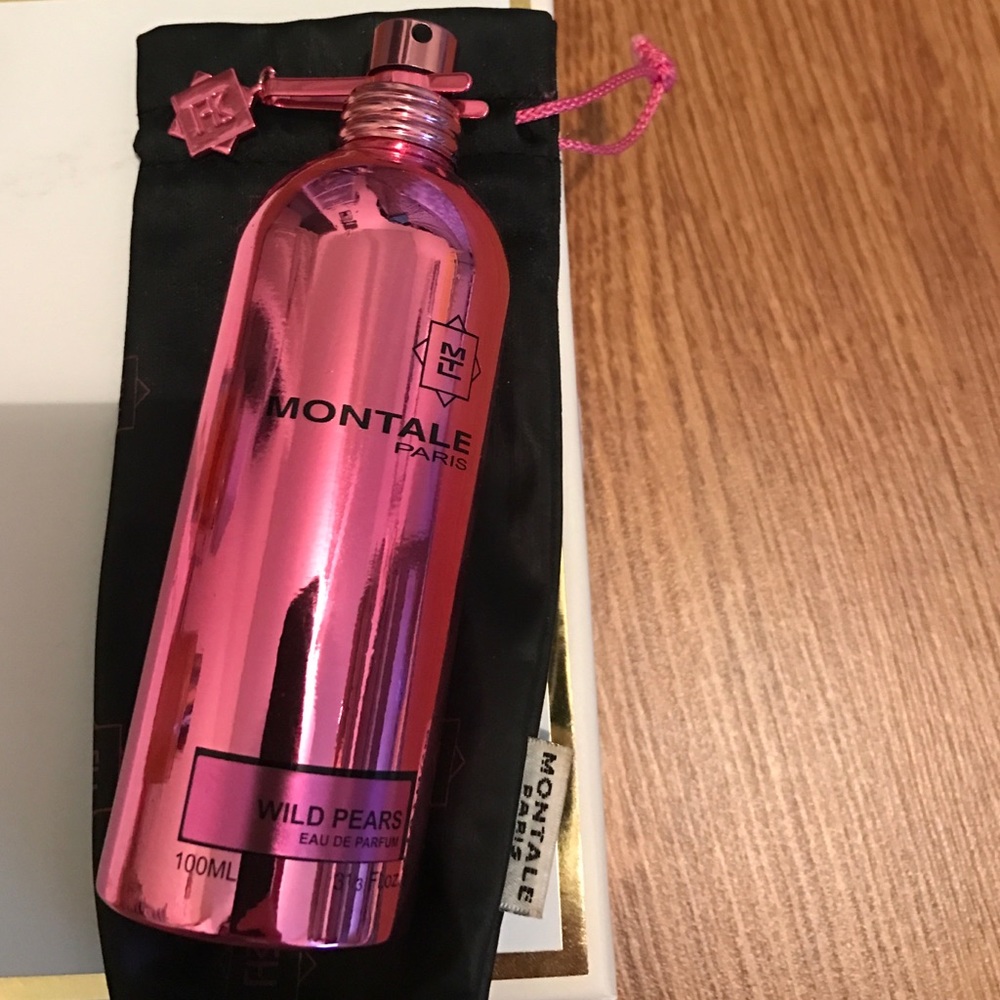 MONTALE
PARIS
WILD PEARS
EAU DE PARFUM
100ML
MONTALE
PARIS